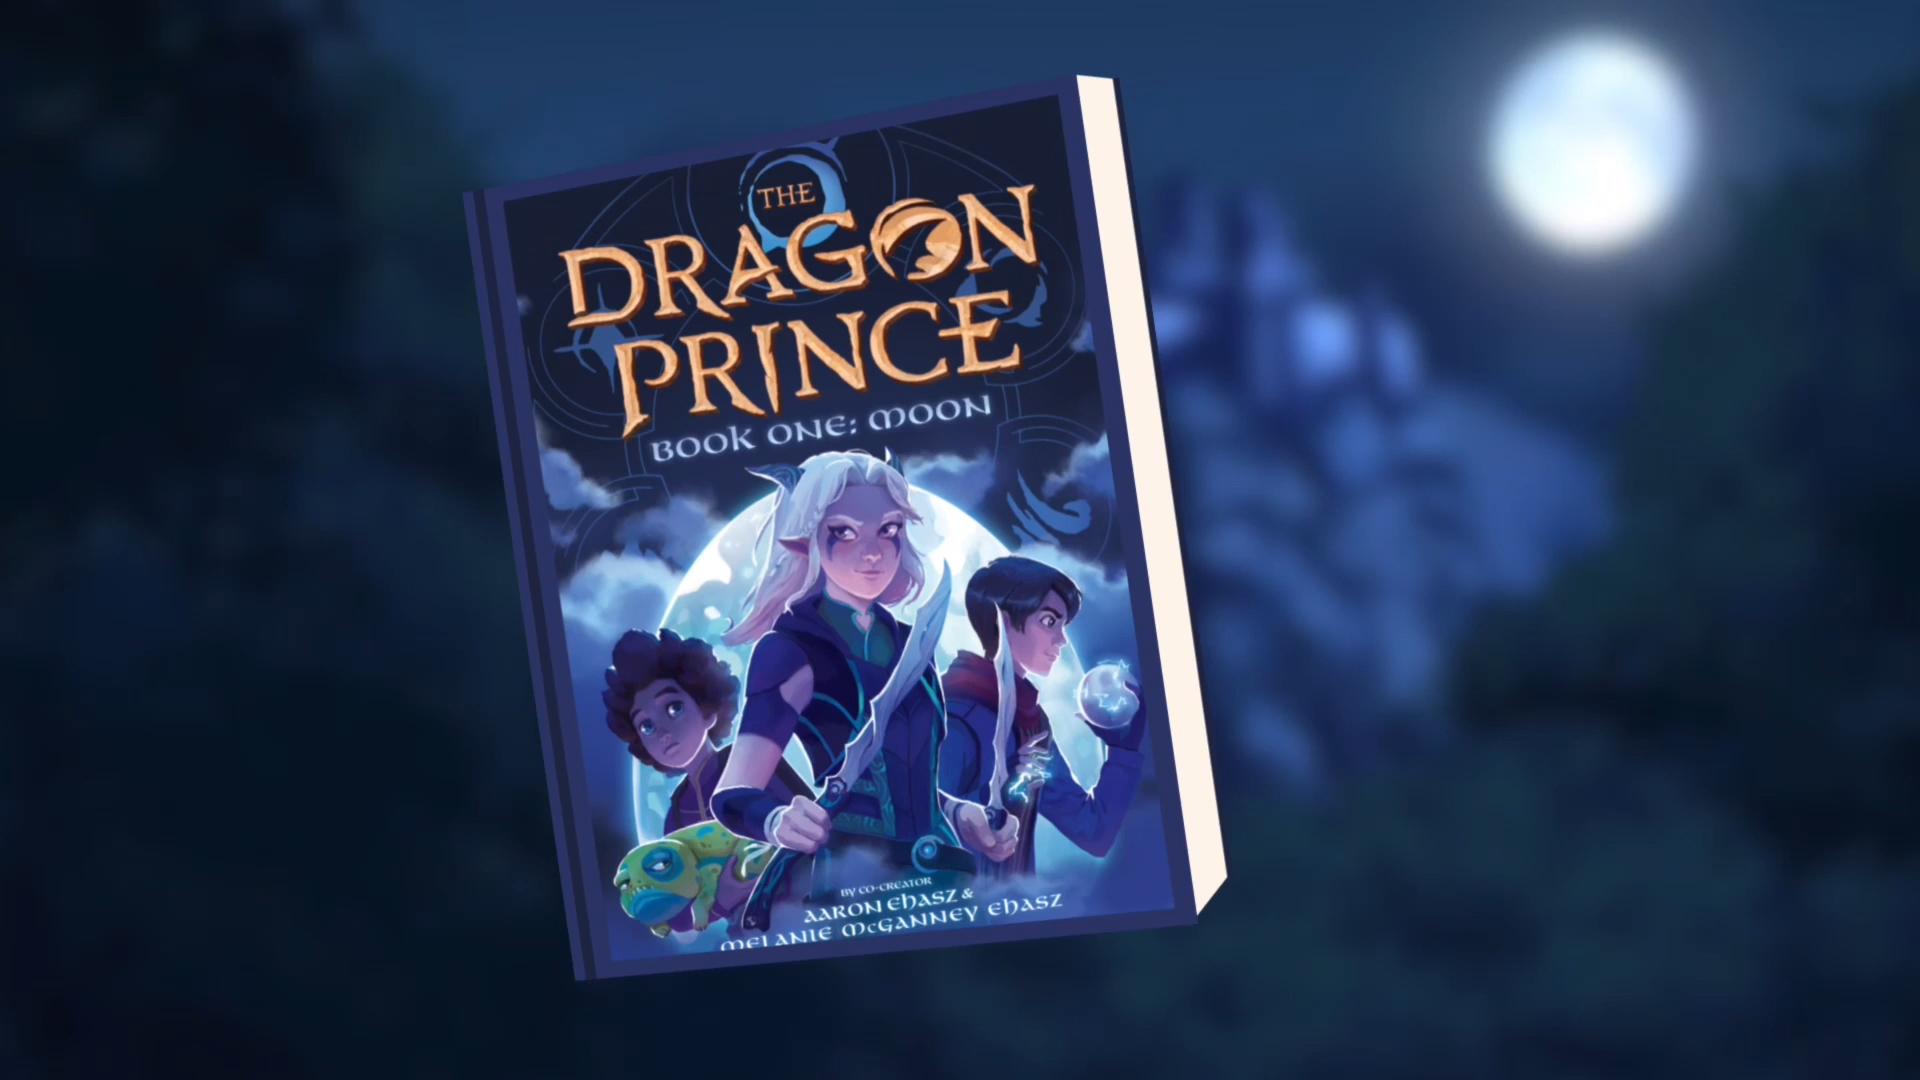 THE
DRAGON
PRINCE
BOOK ONE: MOON
BY CO-CREATOR
AARON EHASZ &
MELANIE McGANNEY EHASZ